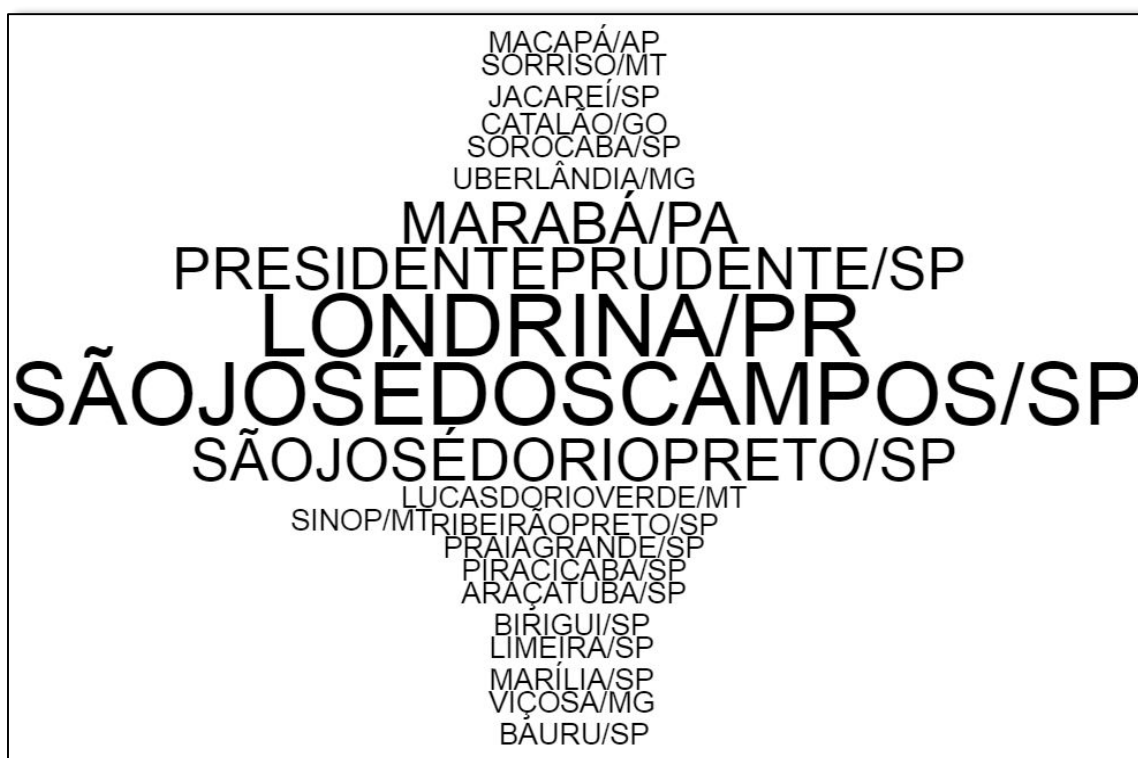 MACAPÁ/AP
SORRISO/MT
JACAREÍ/SP
CATALÃO/GO
SOROCABA/SP
UBERLÂNDIA/MG
MARABÁ/PA
PRESIDENTEPRUDENTE/SP
LONDRINA/PR
SÃOJOSÉDOSCAMPOS/SP
SÃOJOSÉDORIOPRETO/SP
LUCASDORIOVERDE/MT
SINOP/MT RIBEIRÃOPRETO/SP
PRAIAGRANDE/SP
PIRACICABA/SP
ARAÇATUBA/SP
BIRIGUI/SP
LIMEIRA/SP
MARÍLIA/SP
VIÇOSA/MG
BAURU/SP